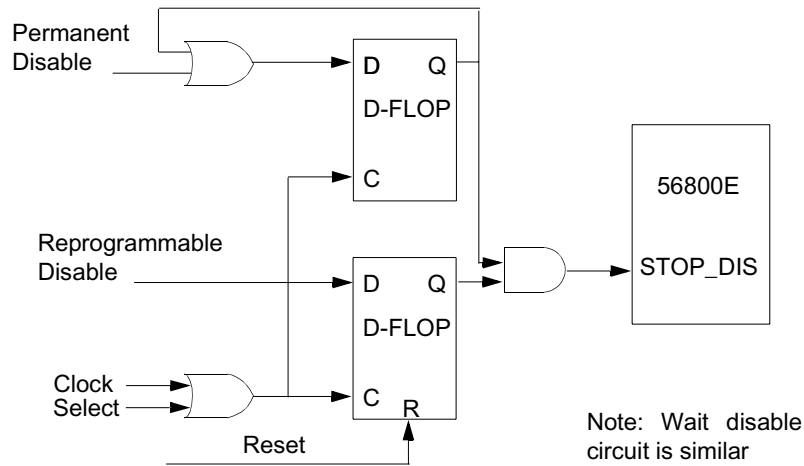 Permanent
Disable
D Q
D-FLOP
C
56800E
STOP_DIS
Reprogrammable
Disable
D Q
D-FLOP
C
R
Clock
Select
Reset
Note: Wait disable
circuit is similar